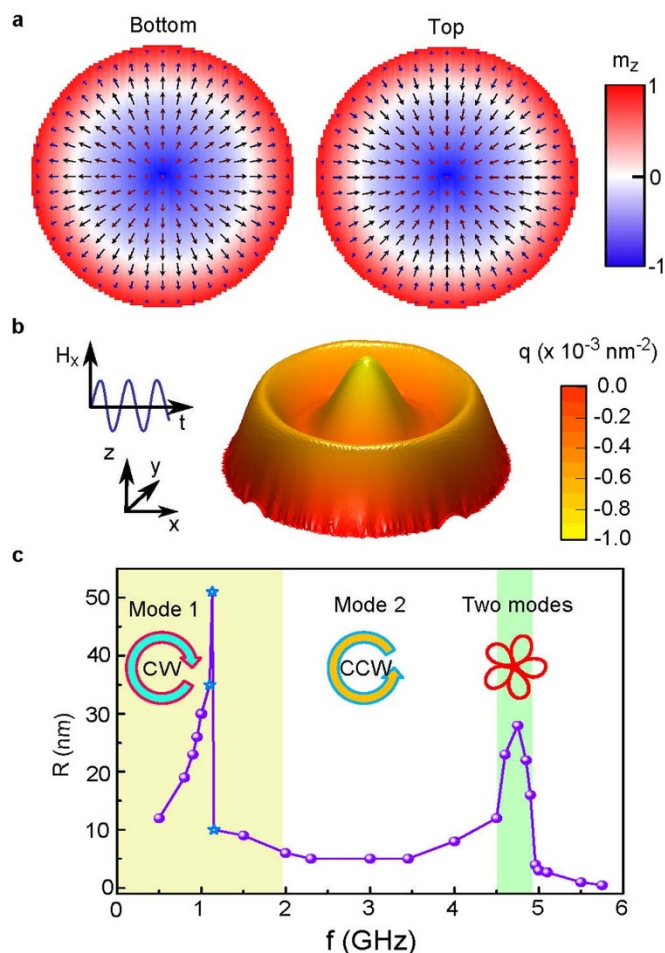 a
Bottom Top
m_z
1
0
-1
b
H_x
t
z
y
x
q (x 10^-3 nm^-2)
0.0
-0.2
-0.4
-0.6
-0.8
-1.0
c
50
40
30
20
10
0
R (nm)
Mode 1 Mode 2 Two modes
CW CCW
0 1 2 3 4 5 6
f (GHz)